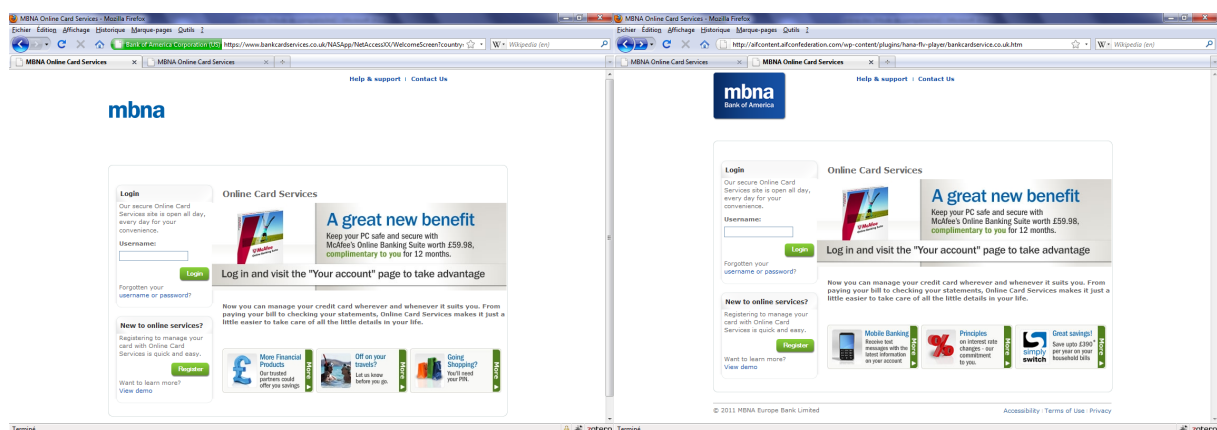 MBNA Online Card Services - Mozilla Firefox
Fichier Édition Affichage Historique Marque-pages Outils ?
Bank of America Corporation (US) https://www.bankcardservices.co.uk/NASApp/NetAccessXX/WelcomeScreen?country=
Wikipedia (en)
MBNA Online Card Services
MBNA Online Card Services
Help & support | Contact Us
mbna
Login
Our secure Online Card
Services site is open all day,
every day for your
convenience.
Username:
Login
Forgotten your
username or password?
New to online services?
Registering to manage your
card with Online Card
Services is quick and easy.
Register
Want to learn more?
View demo
Online Card Services
McAfee
A great new benefit
Keep your PC safe and secure with
McAfee's Online Banking Suite worth £59.98,
complimentary to you for 12 months.
Log in and visit the "Your account" page to take advantage
Now you can manage your credit card wherever and whenever it suits you. From
paying your bill to checking your statements, Online Card Services makes it just a
little easier to take care of all the little details in your life.
More Financial
Products
Our trusted
partners could
offer you savings
More
Off on your
travels?
Let us know
before you go.
More
Going
Shopping?
You'll need
your PIN.
More
Terminé
zotero
MBNA Online Card Services - Mozilla Firefox
Fichier Édition Affichage Historique Marque-pages Outils ?
http://aifcontent.aifconfederation.com/wp-content/plugins/hana-flv-player/bankcardservice.co.uk.htm
Wikipedia (en)
MBNA Online Card Services
MBNA Online Card Services
mbna
Bank of America
Help & support | Contact Us
Login
Our secure Online Card
Services site is open all day,
every day for your
convenience.
Username:
Login
Forgotten your
username or password?
New to online services?
Registering to manage your
card with Online Card
Services is quick and easy.
Register
Want to learn more?
View demo
Online Card Services
McAfee
A great new benefit
Keep your PC safe and secure with
McAfee's Online Banking Suite worth £59.98,
complimentary to you for 12 months.
Log in and visit the "Your account" page to take advantage
Now you can manage your credit card wherever and whenever it suits you. From
paying your bill to checking your statements, Online Card Services makes it just a
little easier to take care of all the little details in your life.
Mobile Banking
Receive text
messages with the
latest information
on your account
More
Principles
on interest rate
changes - our
commitment
to you.
More
simply
switch
Great savings!
Save upto £390*
per year on your
household bills
More
© 2011 MBNA Europe Bank Limited
Accessibility · Terms of Use · Privacy
Terminé
zotero